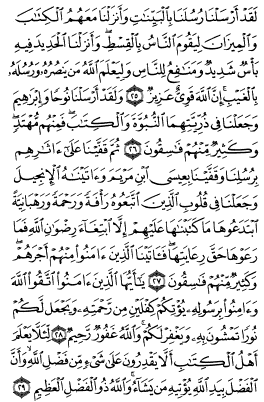 لَقَدْ أَرْسَلْنَا رُسُلَنَا بِالْبَيِّنَاتِ وَأَنزَلْنَا مَعَهُمُ الْكِتَابَ
وَالْمِيزَانَ لِيَقُومَ النَّاسُ بِالْقِسْطِ ۖ وَأَنزَلْنَا الْحَدِيدَ فِيهِ
بَأْسٌ شَدِيدٌ وَمَنَافِعُ لِلنَّاسِ وَلِيَعْلَمَ اللَّهُ مَن يَنصُرُهُ وَرُسُلَهُ
بِالْغَيْبِ ۚ إِنَّ اللَّهَ قَوِيٌّ عَزِيزٌ ﴿٢٥﴾ وَلَقَدْ أَرْسَلْنَا نُوحًا وَإِبْرَاهِيمَ
وَجَعَلْنَا فِي ذُرِّيَّتِهِمَا النُّبُوَّةَ وَالْكِتَابَ ۖ فَمِنْهُم مُّهْتَدٍ ۖ
وَكَثِيرٌ مِّنْهُمْ فَاسِقُونَ ﴿٢٦﴾ ثُمَّ قَفَّيْنَا عَلَىٰ آثَارِهِم
بِرُسُلِنَا وَقَفَّيْنَا بِعِيسَى ابْنِ مَرْيَمَ وَآتَيْنَاهُ الْإِنجِيلَ
وَجَعَلْنَا فِي قُلُوبِ الَّذِينَ اتَّبَعُوهُ رَأْفَةً وَرَحْمَةً وَرَهْبَانِيَّةً
ابْتَدَعُوهَا مَا كَتَبْنَاهَا عَلَيْهِمْ إِلَّا ابْتِغَاءَ رِضْوَانِ اللَّهِ فَمَا
رَعَوْهَا حَقَّ رِعَايَتِهَا ۖ فَآتَيْنَا الَّذِينَ آمَنُوا مِنْهُمْ أَجْرَهُمْ ۖ
وَكَثِيرٌ مِّنْهُمْ فَاسِقُونَ ﴿٢٧﴾ يَا أَيُّهَا الَّذِينَ آمَنُوا اتَّقُوا اللَّهَ
وَآمِنُوا بِرَسُولِهِ يُؤْتِكُمْ كِفْلَيْنِ مِن رَّحْمَتِهِ وَيَجْعَل لَّكُمْ
نُورًا تَمْشُونَ بِهِ وَيَغْفِرْ لَكُمْ ۚ وَاللَّهُ غَفُورٌ رَّحِيمٌ ﴿٢٨﴾ لِّئَلَّا يَعْلَمَ
أَهْلُ الْكِتَابِ أَلَّا يَقْدِرُونَ عَلَىٰ شَيْءٍ مِّن فَضْلِ اللَّهِ ۙ وَأَنَّ
الْفَضْلَ بِيَدِ اللَّهِ يُؤْتِيهِ مَن يَشَاءُ ۚ وَاللَّهُ ذُو الْفَضْلِ الْعَظِيمِ ﴿٢٩﴾